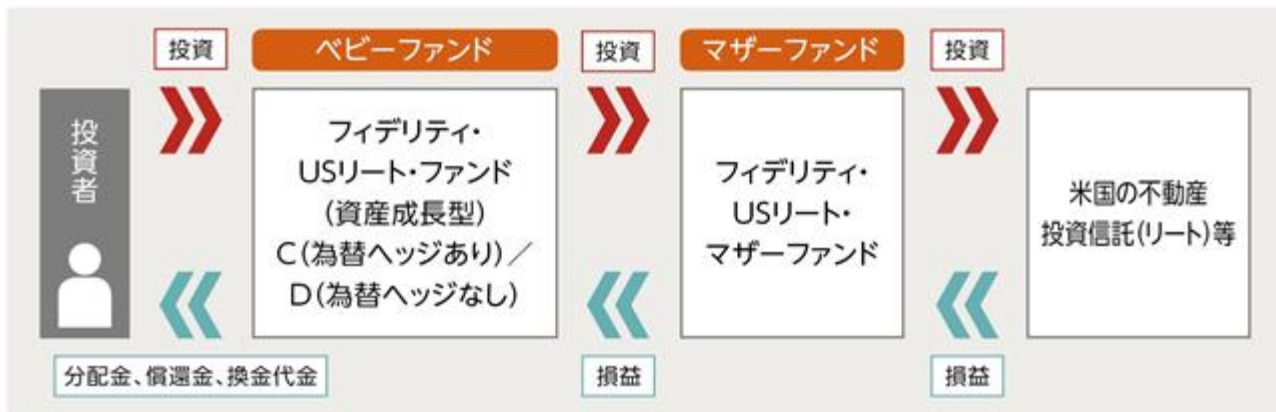 投資
ベビーファンド
投資
マザーファンド
投資
投資者
フィデリティ・
USリート・ファンド
(資産成長型)
C(為替ヘッジあり)／
D(為替ヘッジなし)
フィデリティ・
USリート・
マザーファンド
米国の不動産
投資信託(リート)等
分配金、償還金、換金代金
損益
損益